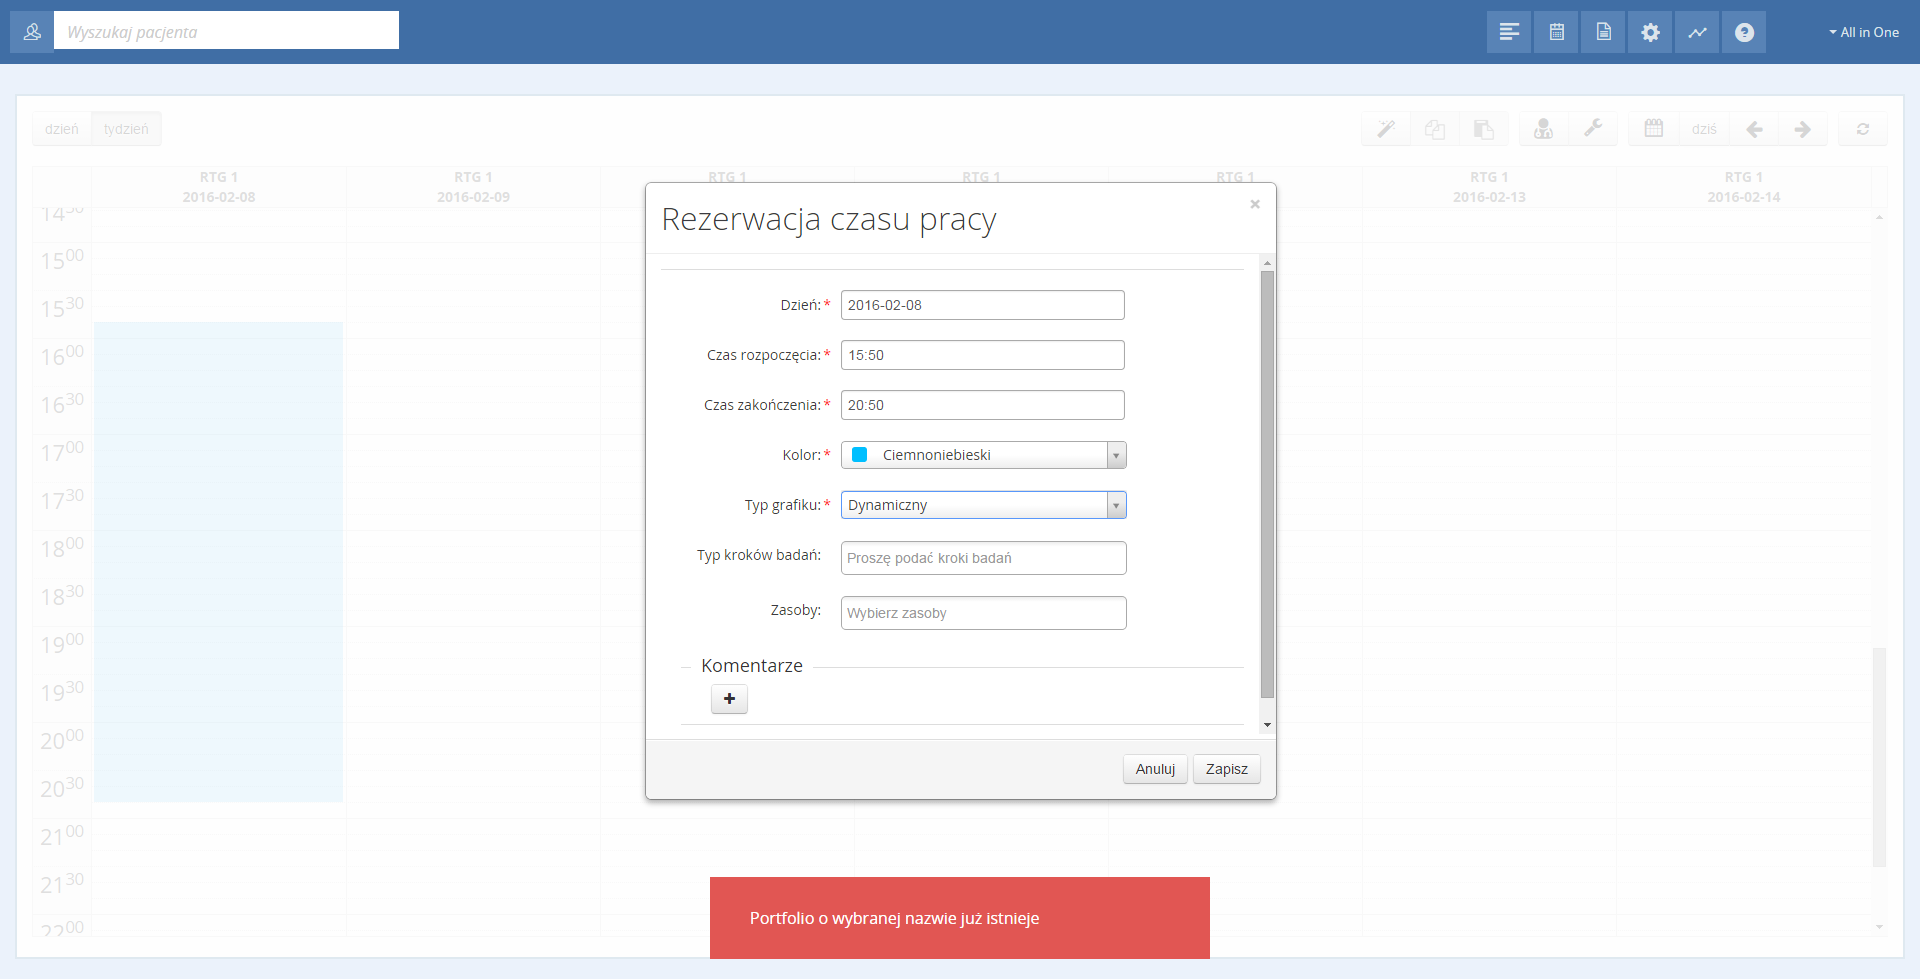 Wyszukaj pacjenta
All in One
dzień tydzień
dziś
RTG 1 RTG 1 RTG 1 RTG 1 RTG 1 RTG 1 RTG 1
2016-02-08 2016-02-09 2016-02-13 2016-02-14
14 30
15 00
15 30
16 00
16 30
17 00
17 30
18 00
18 30
19 00
19 30
20 00
20 30
21 00
21 30
22 00
Rezerwacja czasu pracy
×
Dzień:* 2016-02-08
Czas rozpoczęcia:* 15:50
Czas zakończenia:* 20:50
Kolor:* Ciemnoniebieski
Typ grafiku:* Dynamiczny
Typ kroków badań: Proszę podać kroki badań
Zasoby: Wybierz zasoby
Komentarze
+
Anuluj Zapisz
Portfolio o wybranej nazwie już istnieje